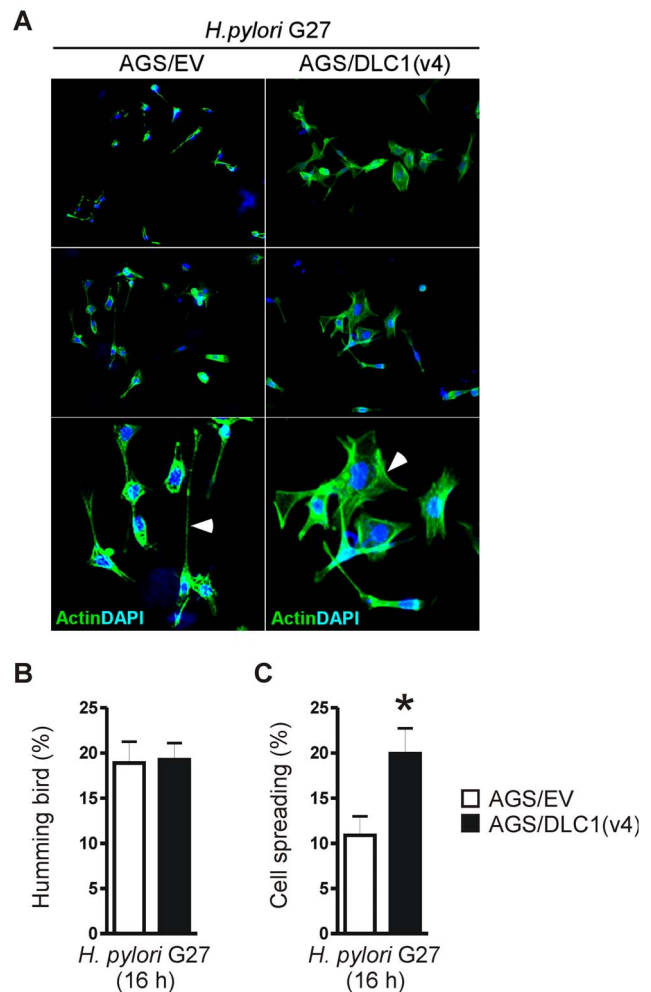 A
H.pylori G27
AGS/EV AGS/DLC1(v4)
ActinDAPI ActinDAPI
B
25
20
15
10
5
0
Humming bird (%)
H. pylori G27
(16 h)
C
25
20
15
10
5
0
Cell spreading (%)
*
H. pylori G27
(16 h)
AGS/EV
AGS/DLC1(v4)